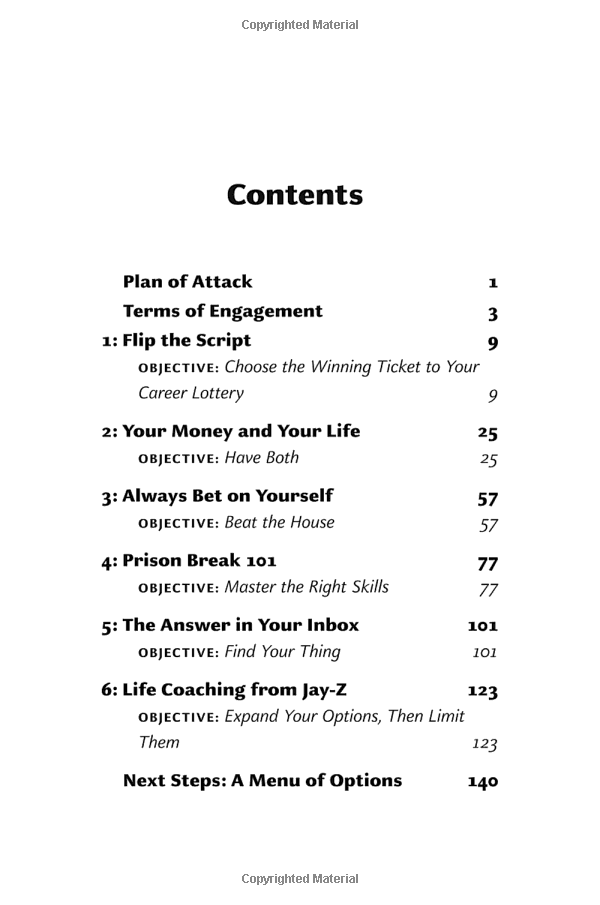 Copyrighted Material
Contents
Plan of Attack 1
Terms of Engagement 3
1: Flip the Script 9
OBJECTIVE: Choose the Winning Ticket to Your
Career Lottery 9
2: Your Money and Your Life 25
OBJECTIVE: Have Both 25
3: Always Bet on Yourself 57
OBJECTIVE: Beat the House 57
4: Prison Break 101 77
OBJECTIVE: Master the Right Skills 77
5: The Answer in Your Inbox 101
OBJECTIVE: Find Your Thing 101
6: Life Coaching from Jay-Z 123
OBJECTIVE: Expand Your Options, Then Limit
Them 123
Next Steps: A Menu of Options 140
Copyrighted Material